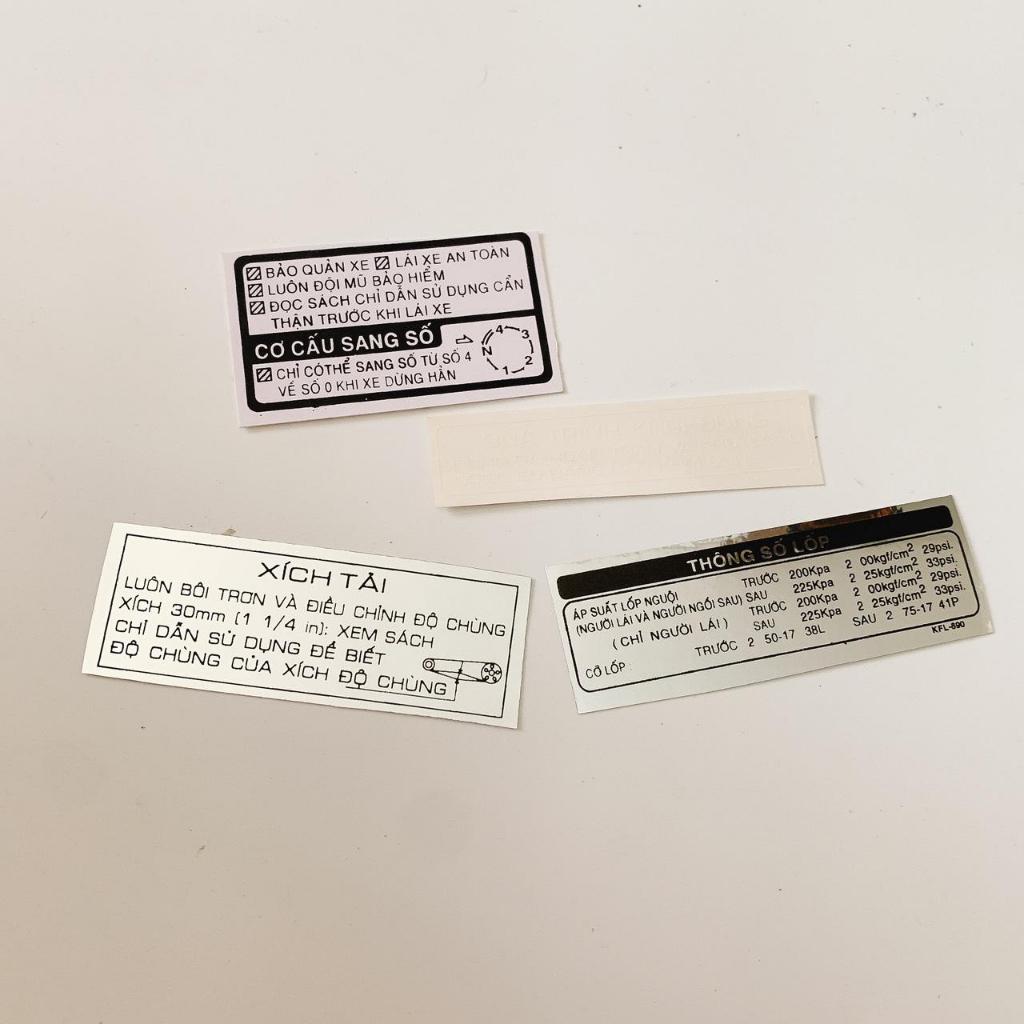 BẢO QUẢN XE LÁI XE AN TOÀN
LUÔN ĐỘI MŨ BẢO HIỂM
ĐỌC SÁCH CHỈ DẪN SỬ DỤNG CẨN
THẬN TRƯỚC KHI LÁI XE
CƠ CẤU SANG SỐ
CHỈ CÓTHỂ SANG SỐ TỪ SỐ 4
VỀ SỐ 0 KHI XE DỪNG HẲN
4 3
N
1 2
XÍCH TẢI
LUÔN BÔI TRƠN VÀ ĐIỀU CHỈNH ĐỘ CHÙNG
XÍCH 30mm (1 1/4 in): XEM SÁCH
CHỈ DẪN SỬ DỤNG ĐỂ BIẾT
ĐỘ CHÙNG CỦA XÍCH ĐỘ CHÙNG
THÔNG SỐ LỐP
ÁP SUẤT LỐP NGUỘI TRƯỚC 200Kpa 2 00kgf/cm2 29psi.
(NGƯỜI LÁI VÀ NGƯỜI NGỒI SAU) SAU 225Kpa 2 25kgf/cm2 33psi.
(CHỈ NGƯỜI LÁI) TRƯỚC 200Kpa 2 00kgf/cm2 29psi.
SAU 225Kpa 2 25kgf/cm2 33psi.
CỠ LỐP: TRƯỚC 2 50-17 38L SAU 2 75-17 41P
KFL-690